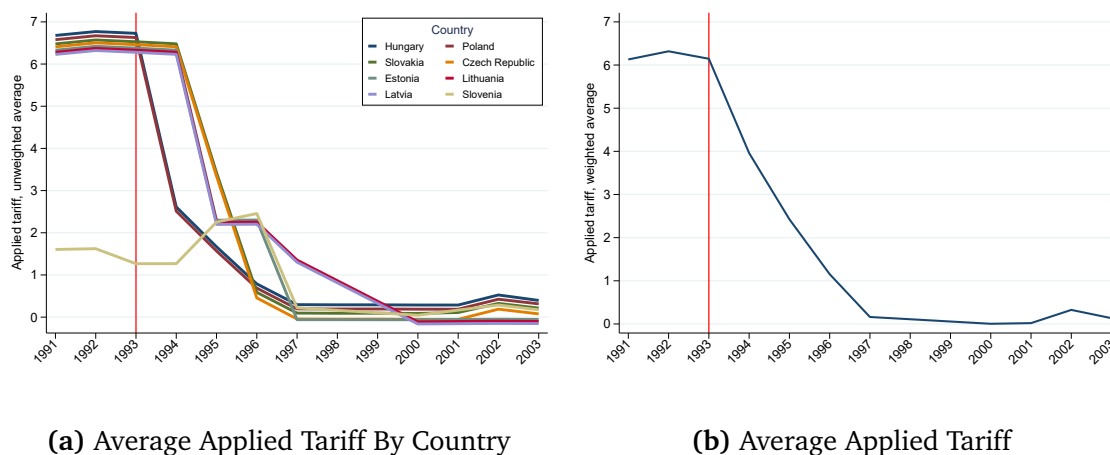 Applied tariff, unweighted average
7
6
5
4
3
2
1
0
Country
Hungary Poland
Slovakia Czech Republic
Estonia Lithuania
Latvia Slovenia
1991 1992 1993 1994 1995 1996 1997 1998 1999 2000 2001 2002 2003
(a) Average Applied Tariff By Country
Applied tariff, weighted average
7
6
5
4
3
2
1
0
1991 1992 1993 1994 1995 1996 1997 1998 1999 2000 2001 2002 2003
(b) Average Applied Tariff